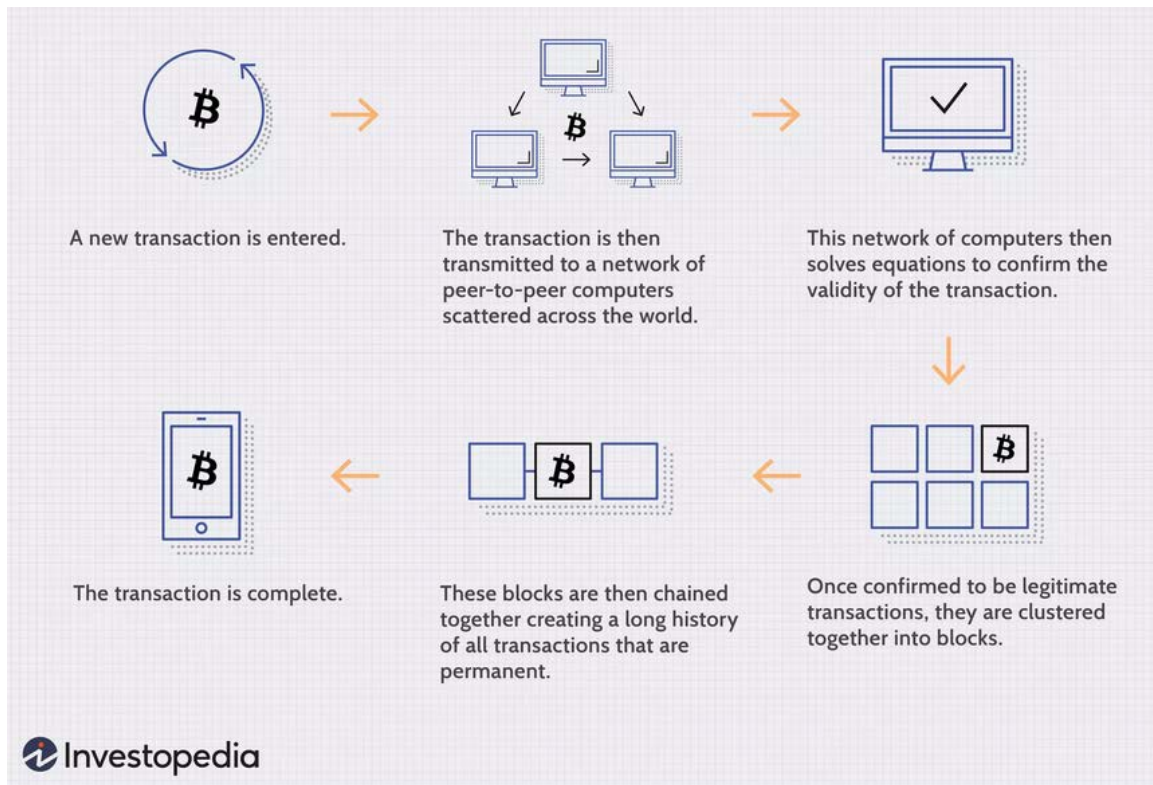 A new transaction is entered.
The transaction is then
transmitted to a network of
peer-to-peer computers
scattered across the world.
This network of computers then
solves equations to confirm the
validity of the transaction.
Once confirmed to be legitimate
transactions, they are clustered
together into blocks.
These blocks are then chained
together creating a long history
of all transactions that are
permanent.
The transaction is complete.
Investopedia